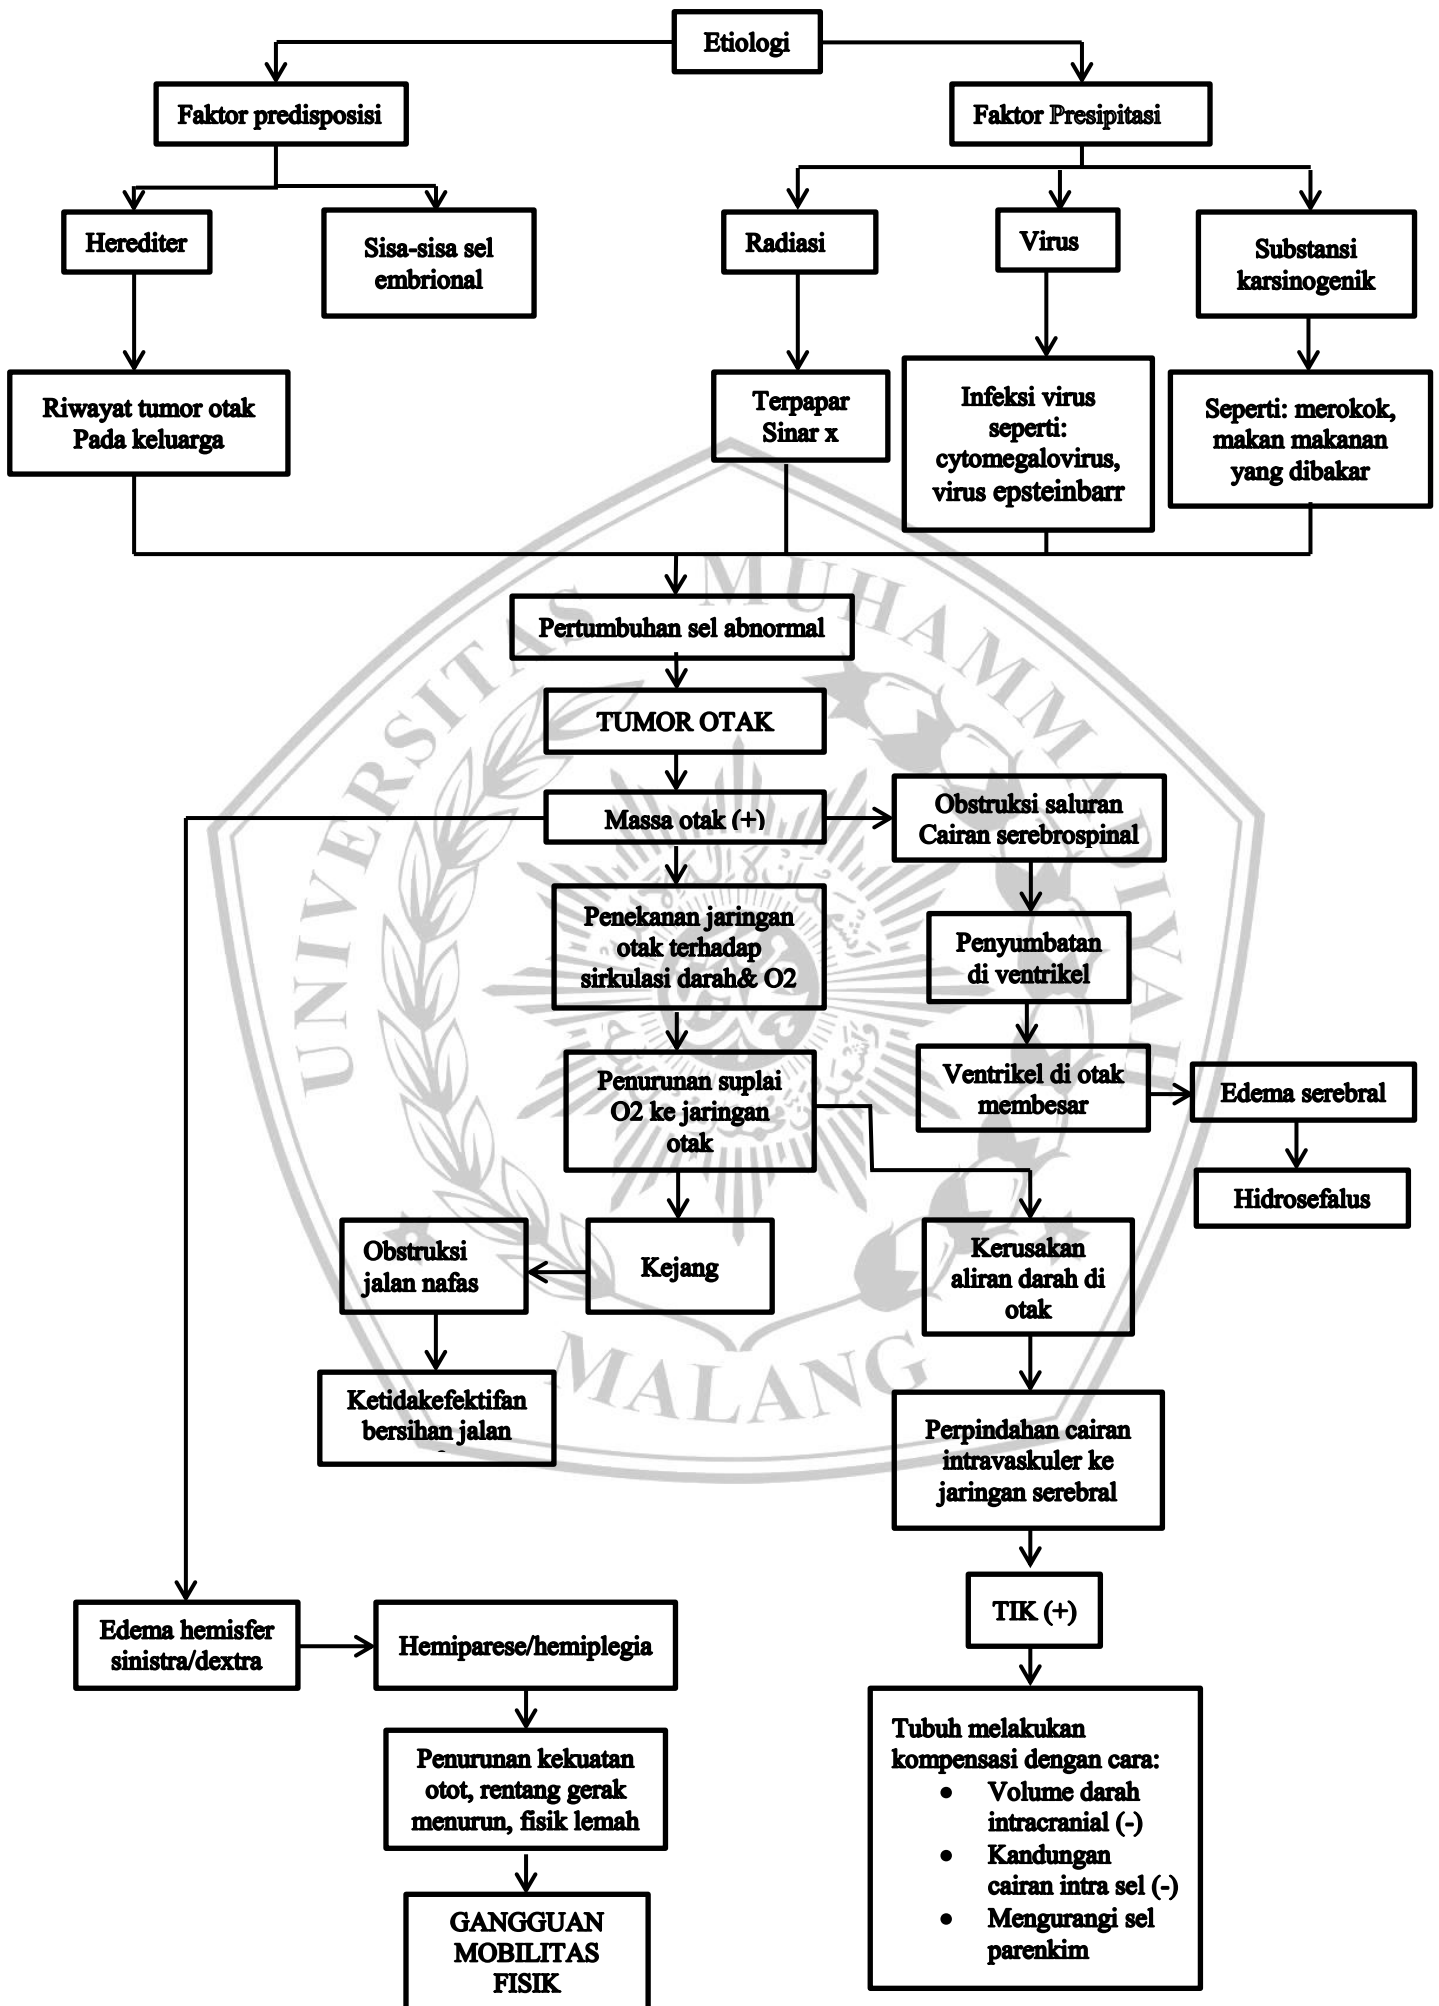 Etiologi
Faktor predisposisi
Faktor Presipitasi
Herediter
Sisa-sisa sel
embrional
Radiasi
Virus
Substansi
karsinogenik
Riwayat tumor otak
Pada keluarga
Terpapar
Sinar x
Infeksi virus
seperti:
cytomegalovirus,
virus epsteinbarr
Seperti: merokok,
makan makanan
yang dibakar
Pertumbuhan sel abnormal
TUMOR OTAK
Massa otak (+)
Obstruksi saluran
Cairan serebrospinal
Penekanan jaringan
otak terhadap
sirkulasi darah& O2
Penyumbatan
di ventrikel
Penurunan suplai
O2 ke jaringan
otak
Ventrikel di otak
membesar
Edema serebral
Hidrosefalus
Obstruksi
jalan nafas
Kejang
Kerusakan
aliran darah di
otak
Ketidakefektifan
bersihan jalan
Perpindahan cairan
intravaskuler ke
jaringan serebral
TIK (+)
Edema hemisfer
sinistra/dextra
Hemiparese/hemiplegia
Penurunan kekuatan
otot, rentang gerak
menurun, fisik lemah
GANGGUAN
MOBILITAS
FISIK
Tubuh melakukan
kompensasi dengan cara:
• Volume darah
intracranial (-)
• Kandungan
cairan intra sel (-)
• Mengurangi sel
parenkim
UNIVERSITAS MUHAMMADIYAH
MALANG